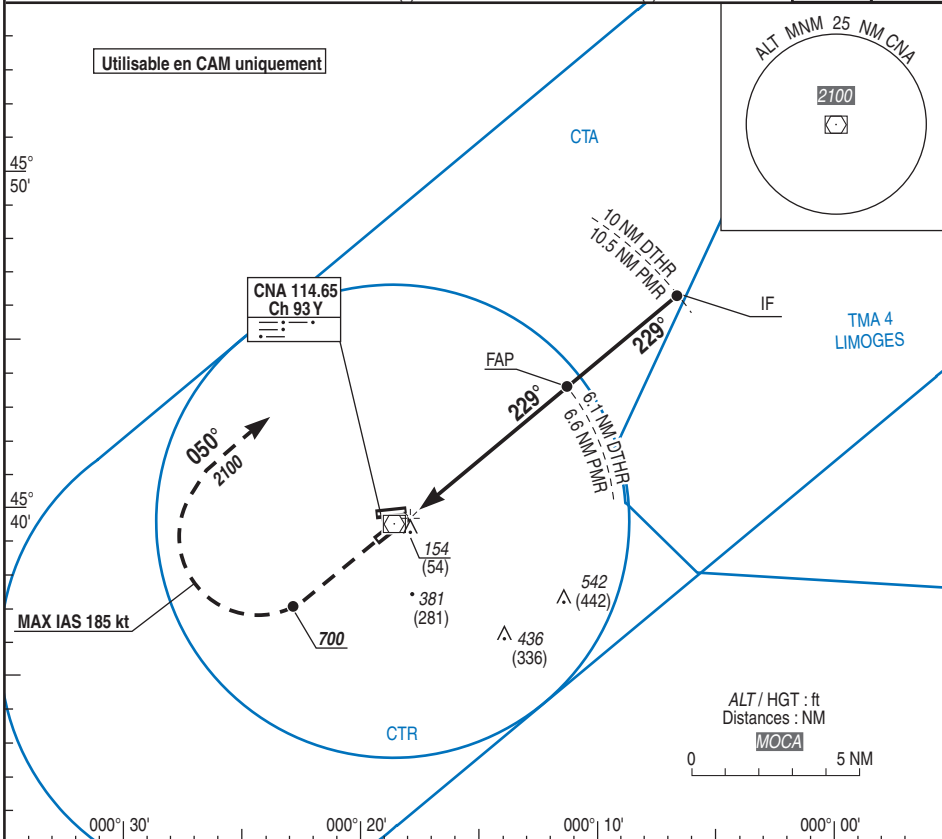 Utilisable en CAM uniquement
ALT MNM 25 NM CNA
2100
CTA
45°
50'
10 NM DTHR
10.5 NM PMR
IF
CNA 114.65
Ch 93 Y
TMA 4
LIMOGES
229°
FAP
229°
6.1 NM DTHR
6.6 NM PMR
050°
2100
45°
40'
154
(54)
381
(281)
542
(442)
436
(336)
MAX IAS 185 kt
700
ALT / HGT : ft
Distances : NM
MOCA
0 5 NM
CTR
000° 30' 000° 20' 000° 10' 000° 00'